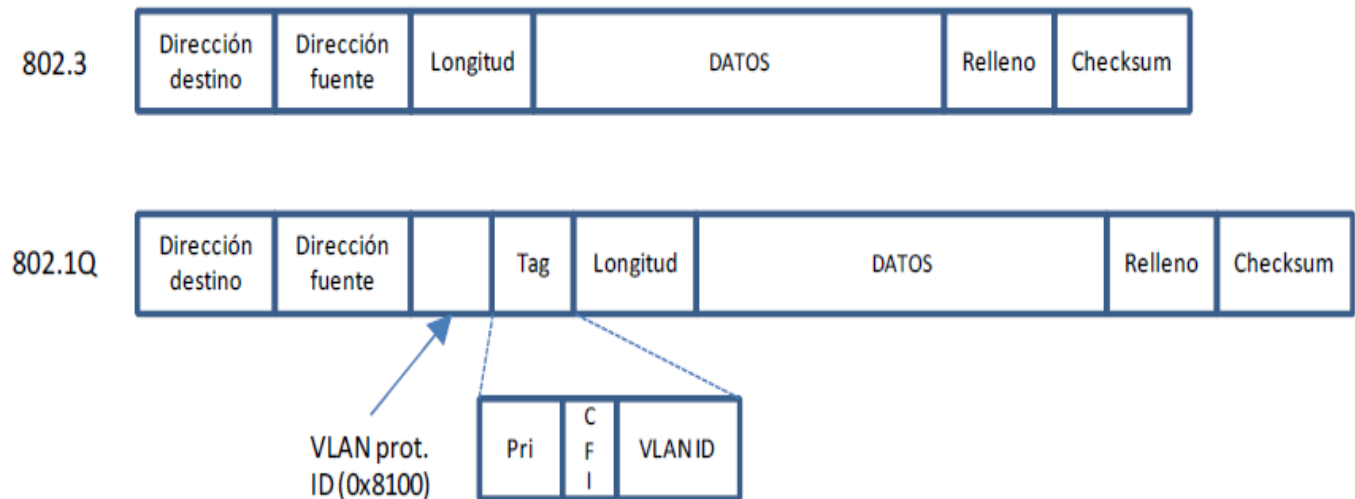 802.3
Dirección
destino
Dirección
fuente
Longitud
DATOS
Relleno
Checksum
802.1Q
Dirección
destino
Dirección
fuente
Tag
Longitud
DATOS
Relleno
Checksum
VLAN prot.
ID (0x8100)
Pri
C
F
I
VLAN ID